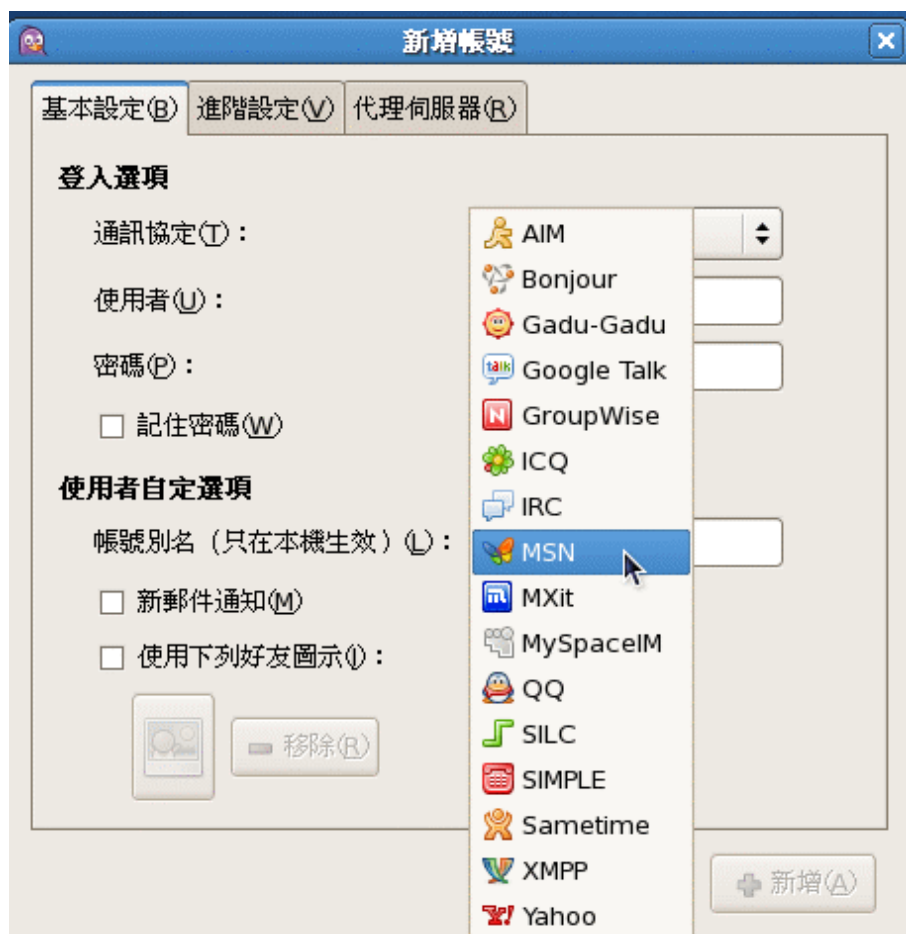 新增帳號
基本設定(B) 進階設定(V) 代理伺服器(R)
登入選項
通訊協定(T)：
使用者(U)：
密碼(P)：
記住密碼(W)
使用者自定選項
帳號別名（只在本機生效）(L)：
新郵件通知(M)
使用下列好友圖示(I)：
移除(R)
AIM
Bonjour
Gadu-Gadu
talk Google Talk
N GroupWise
ICQ
IRC
MSN
m MXit
MySpaceIM
QQ
SILC
SIMPLE
Sametime
XMPP
Y! Yahoo
新增(A)